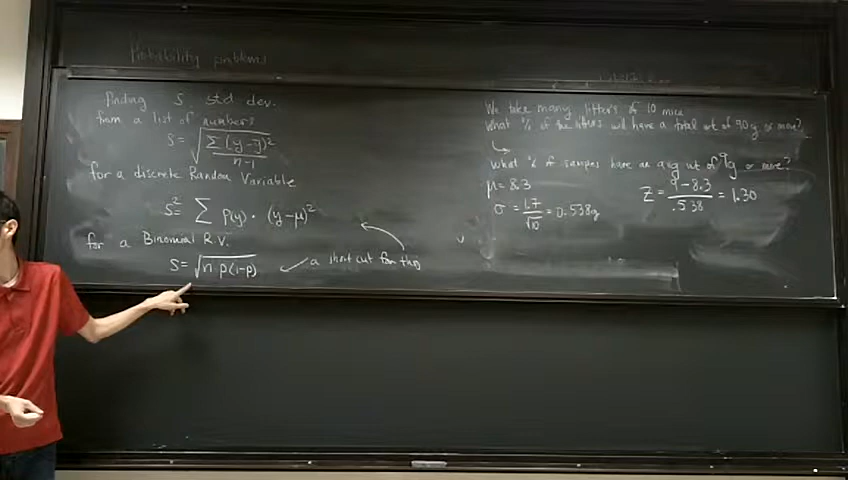 Probability problems
finding S, std dev.
from a list of numbers
S = √(Σ(y-ȳ)²/n-1)
for a discrete Random Variable
S² = Σ p(y) · (y-μ)²
for a Binomial R.V.
S = √n·p(1-p)
a short cut for this
We take many litters of 10 mice
What % of the litters will have a total wt of 90g or more?
What % of samples have an avg wt of 9g or more?
μ = 8.3
σ = 1.7/√10 = 0.538g
Z = 9-8.3/.538 = 1.30